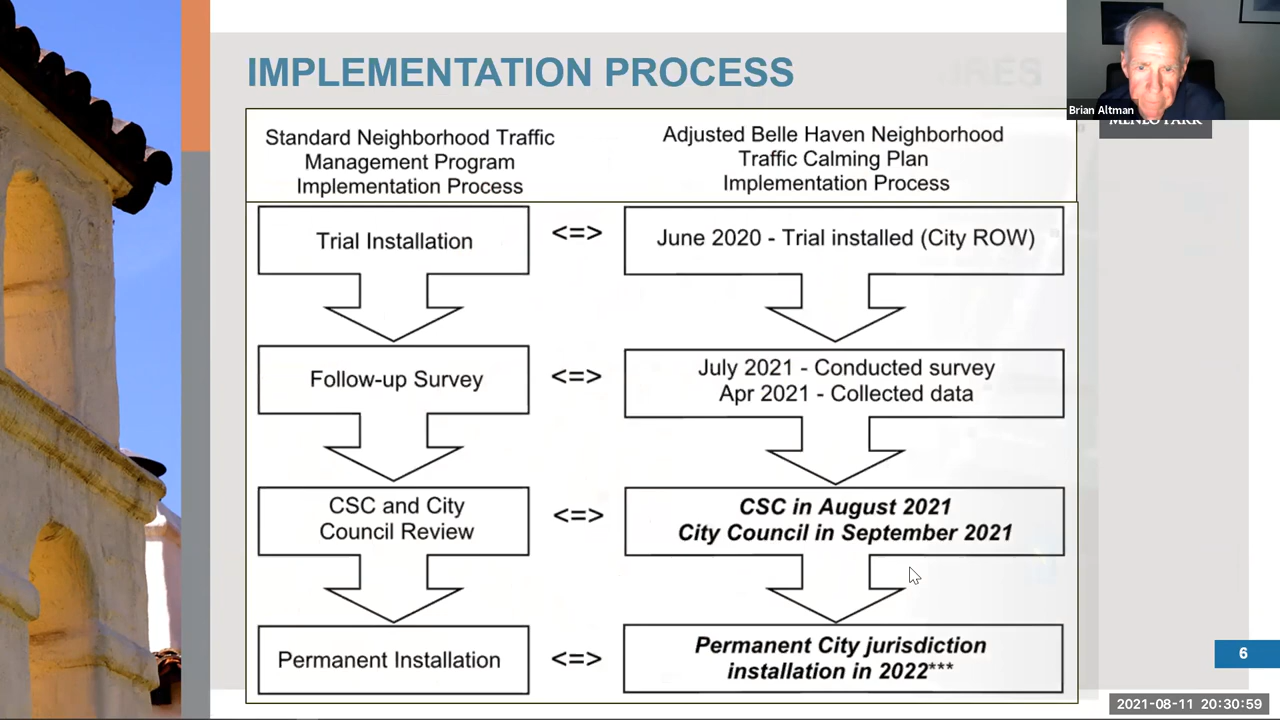 IMPLEMENTATION PROCESS
Brian Altman
MENLO PARK
Standard Neighborhood Traffic
Management Program
Implementation Process
Adjusted Belle Haven Neighborhood
Traffic Calming Plan
Implementation Process
Trial Installation
<=>
June 2020 - Trial installed (City ROW)
Follow-up Survey
<=>
July 2021 - Conducted survey
Apr 2021 - Collected data
CSC and City
Council Review
<=>
CSC in August 2021
City Council in September 2021
Permanent Installation
<=>
Permanent City jurisdiction
installation in 2022***
6
2021-08-11 20:30:59